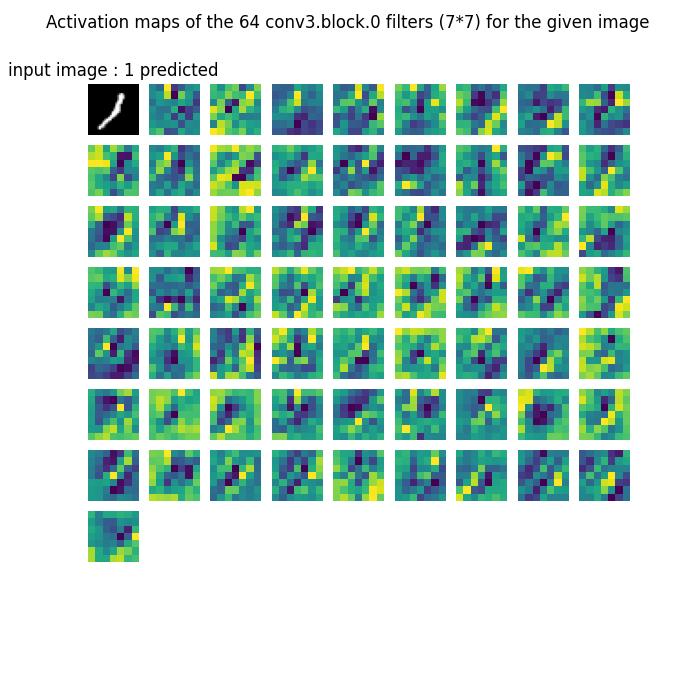 Activation maps of the 64 conv3.block.0 filters (7*7) for the given image
input image : 1 predicted